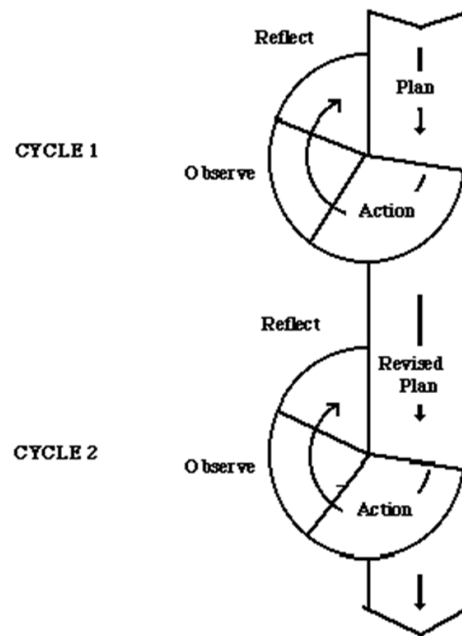 Reflect
Plan
CYCLE 1
Observe
Action
Reflect
Revised
Plan
CYCLE 2
Observe
Action